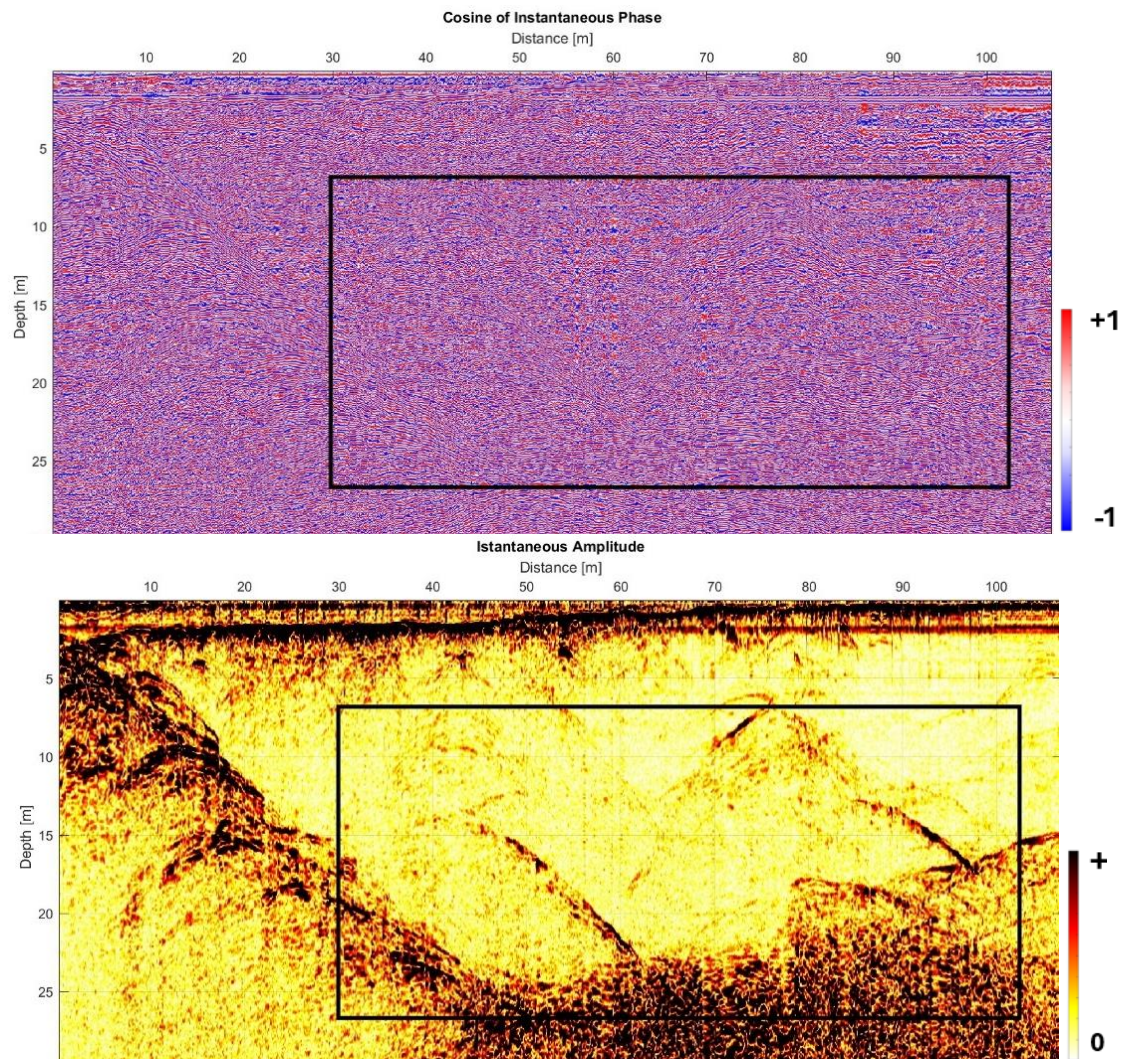 Cosine of Instantaneous Phase
Distance [m]
10 20 30 40 50 60 70 80 90 100
Depth [m]
5
10
15
20
25
+1
-1
Istantaneous Amplitude
Distance [m]
10 20 30 40 50 60 70 80 90 100
Depth [m]
5
10
15
20
25
+
0